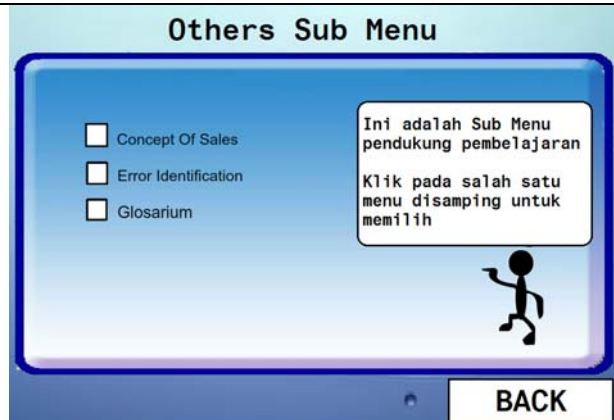 Others Sub Menu
Concept Of Sales
Error Identification
Glosarium
Ini adalah Sub Menu
pendukung pembelajaran
Klik pada salah satu
menu disamping untuk
memilih
BACK